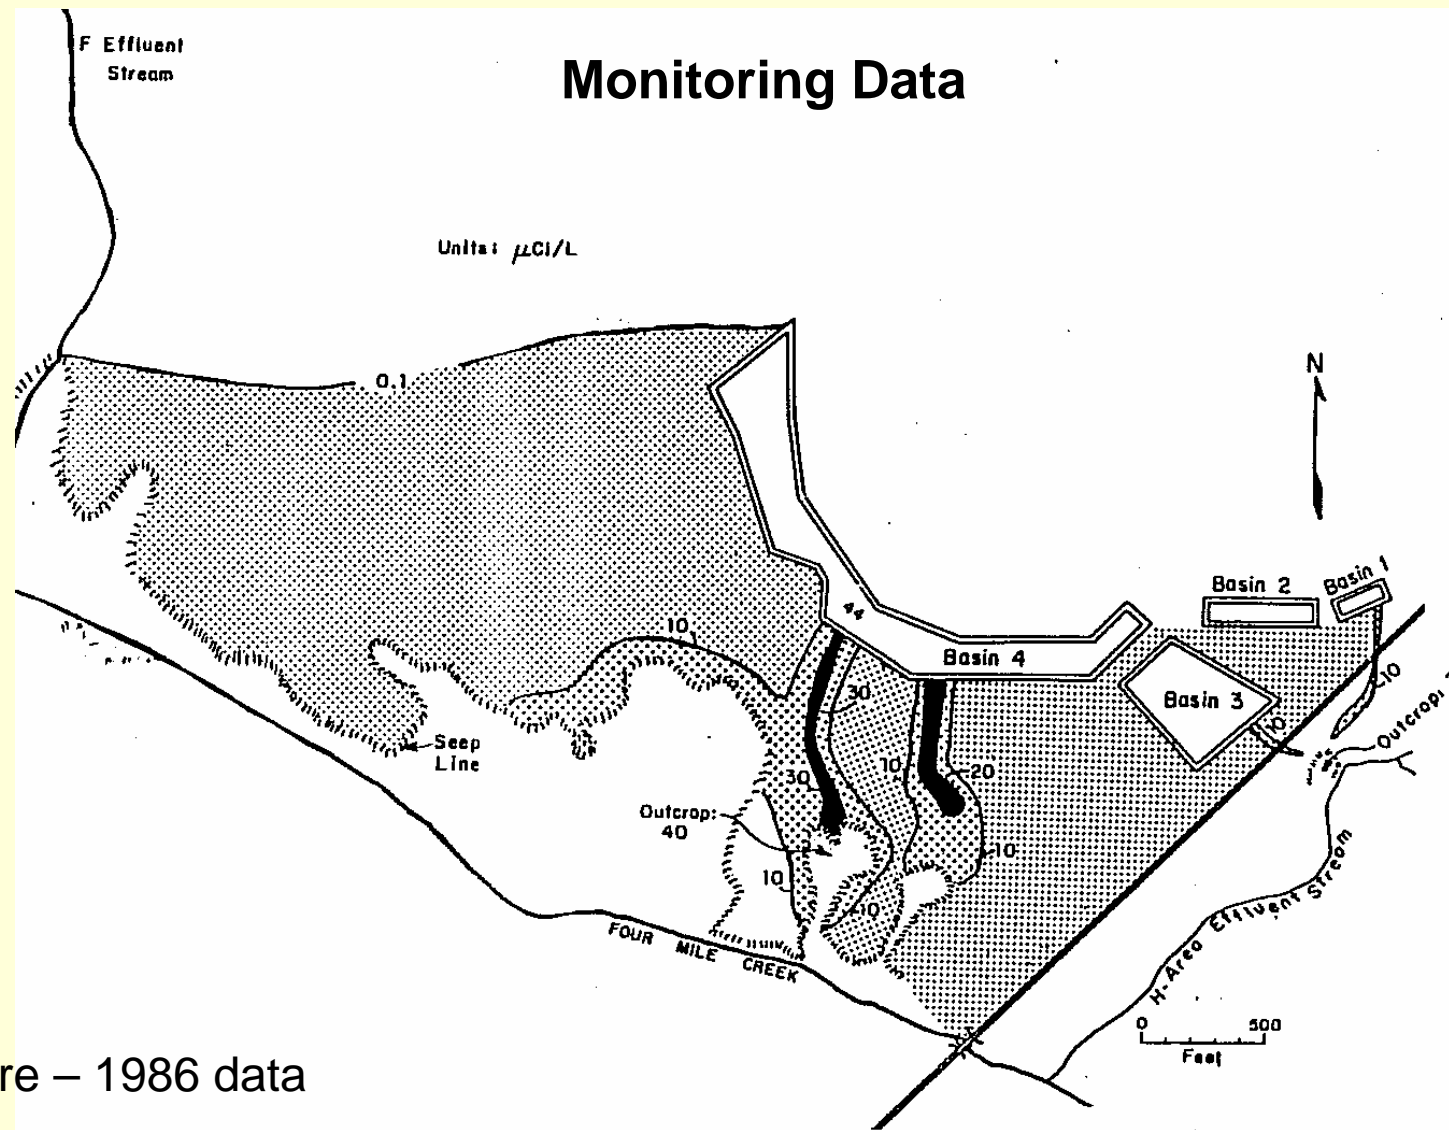 F Effluent
Stream
Monitoring Data
Units: µCi/L
N
0.1
Basin 2
Basin 1
44
10
Basin 4
30
Basin 3
10
10
Outcrop:
Seep
Line
10
20
30
Outcrop:
40
10
10
10
FOUR MILE CREEK
H-Area Effluent Stream
0 500
Feet
re – 1986 data